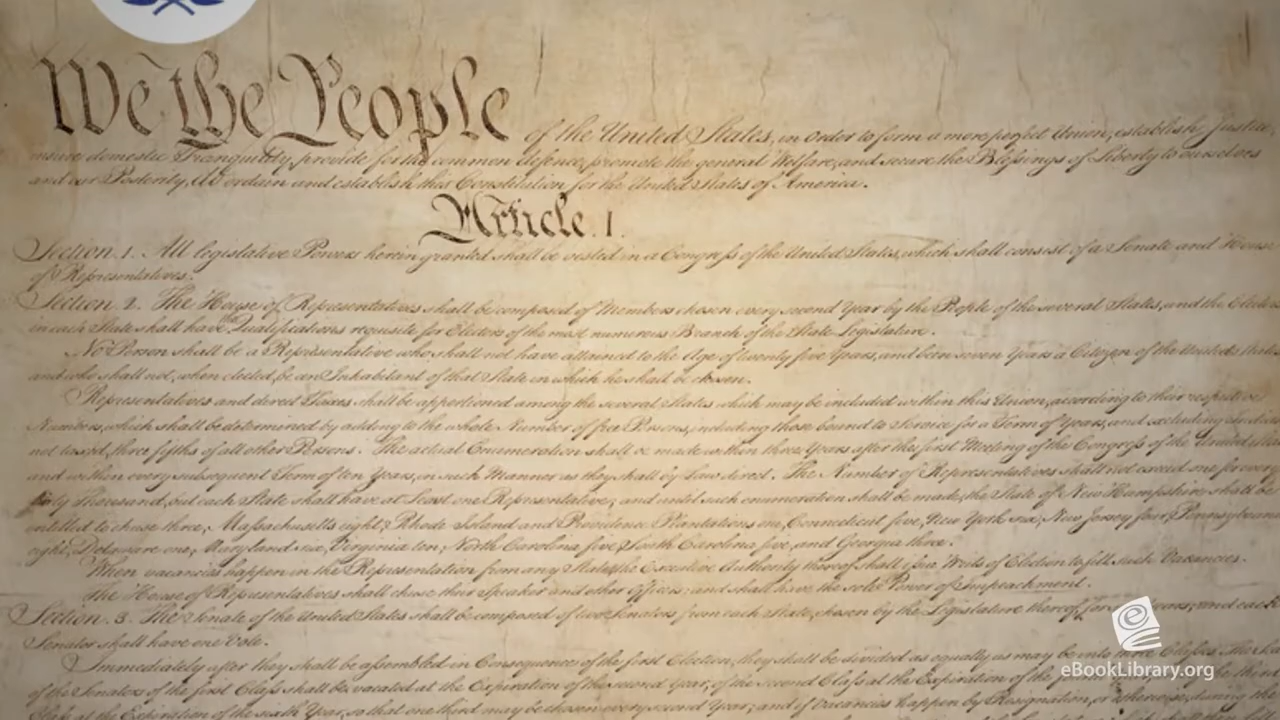 We the People of the United States, in Order to form a more perfect Union, establish Justice,
insure domestic Tranquility, provide for the common defence, promote the general Welfare, and secure the Blessings of Liberty to ourselves
and our Posterity, do ordain and establish this Constitution for the United States of America.
Article. I.
Section. 1. All legislative Powers herein granted shall be vested in a Congress of the United States, which shall consist of a Senate and House
of Representatives.
Section. 2. The House of Representatives shall be composed of Members chosen every second Year by the People of the several States, and the Electors
in each State shall have Qualifications requisite for Electors of the most numerous Branch of the State Legislature.
No Person shall be a Representative who shall not have attained to the Age of twenty five Years, and been seven Years a Citizen of the United States,
and who shall not, when elected, be an Inhabitant of that State in which he shall be chosen.
Representatives and direct Taxes shall be apportioned among the several States which may be included within this Union, according to their respective
Numbers, which shall be determined by adding to the whole Number of free Persons, including those bound to Service for a Term of Years, and excluding Indians
not taxed, three fifths of all other Persons. The actual Enumeration shall be made within three Years after the first Meeting of the Congress of the United States,
and within every subsequent Term of ten Years, in such Manner as they shall by Law direct. The Number of Representatives shall not exceed one for every
thirty Thousand, but each State shall have at Least one Representative; and until such enumeration shall be made, the State of New Hampshire shall be
entitled to chuse three, Massachusetts eight, Rhode-Island and Providence Plantations one, Connecticut five, New-York six, New Jersey four, Pennsylvania
eight, Delaware one, Maryland six, Virginia ten, North Carolina five, South Carolina five, and Georgia three.
When vacancies happen in the Representation from any State, the Executive Authority thereof shall issue Writs of Election to fill such Vacancies.
The House of Representatives shall chuse their Speaker and other Officers; and shall have the sole Power of Impeachment.
Section. 3. The Senate of the United States shall be composed of two Senators from each State, chosen by the Legislature thereof, for Years; and each
Senator shall have one Vote.
Immediately after they shall be assembled in Consequence of the first Election, they shall be divided as equally as may be into three Classes. The
of the Senators of the first Class shall be vacated at the Expiration of the second Year, of the second Class at the Expiration of the
at the Expiration of the sixth Year, so that one third may be chosen every second Year; and if Vacancies happen by Resignation, or otherwise, during the
eBookLibrary.org